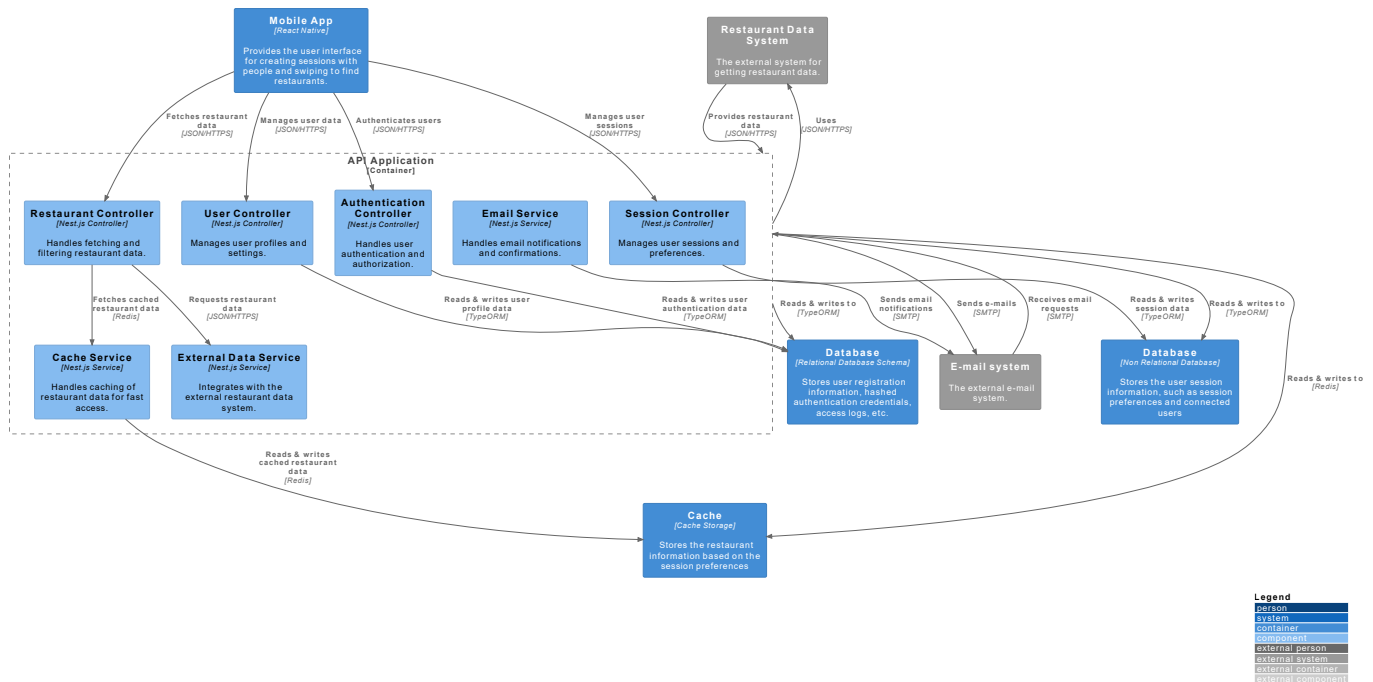 Mobile App
[React Native]
Provides the user interface
for creating sessions with
people and swiping to find
restaurants.
Restaurant Data
System
The external system for
getting restaurant data.
Fetches restaurant
data
[JSON/HTTPS]
Manages user data
[JSON/HTTPS]
Authenticates users
[JSON/HTTPS]
Manages user
sessions
[JSON/HTTPS]
Provides restaurant
data
[JSON/HTTPS]
Uses
[JSON/HTTPS]
API Application
[Container]
Restaurant Controller
[Nest.js Controller]
Handles fetching and
filtering restaurant data.
User Controller
[Nest.js Controller]
Manages user profiles and
settings.
Authentication
Controller
[Nest.js Controller]
Handles user
authentication and
authorization.
Email Service
[Nest.js Service]
Handles email notifications
and confirmations.
Session Controller
[Nest.js Controller]
Manages user sessions and
preferences.
Fetches cached
restaurant data
[Redis]
Requests restaurant
data
[JSON/HTTPS]
Reads & writes user
profile data
[TypeORM]
Reads & writes user
authentication data
[TypeORM]
Reads & writes to
[TypeORM]
Sends email
notifications
[SMTP]
Sends e-mails
[SMTP]
Receives email
requests
[SMTP]
Reads & writes
session data
[TypeORM]
Reads & writes to
[TypeORM]
Cache Service
[Nest.js Service]
Handles caching of
restaurant data for fast
access.
External Data Service
[Nest.js Service]
Integrates with the
external restaurant data
system.
Database
[Relational Database Schema]
Stores user registration
information, hashed
authentication credentials,
access logs, etc.
E-mail system
The external e-mail
system.
Database
[Non Relational Database]
Stores the user session
information, such as session
preferences and connected
users
Reads & writes to
[Redis]
Reads & writes
cached restaurant
data
[Redis]
Cache
[Cache Storage]
Stores the restaurant
information based on the
session preferences
Legend
person
system
container
component
external person
external system
external container
external component